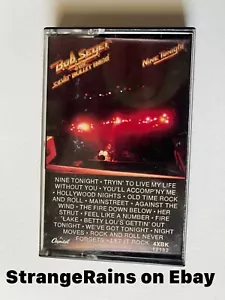 Bob Seger
SILVER BULLET BAND
NINE TONIGHT
NINE TONIGHT • TRYIN' TO LIVE MY LIFE
WITHOUT YOU • YOU'LL ACCOMP'NY ME
• HOLLYWOOD NIGHTS • OLD TIME ROCK
AND ROLL • MAINSTREET • AGAINST THE
WIND • THE FIRE DOWN BELOW • HER
STRUT • FEEL LIKE A NUMBER • FIRE
LAKE • BETTY LOU'S GETTIN' OUT
TONIGHT • WE'VE GOT TONIGHT • NIGHT
MOVES • ROCK AND ROLL NEVER
FORGETS • LET IT ROCK
Capitol
4XBK
StrangeRains on Ebay